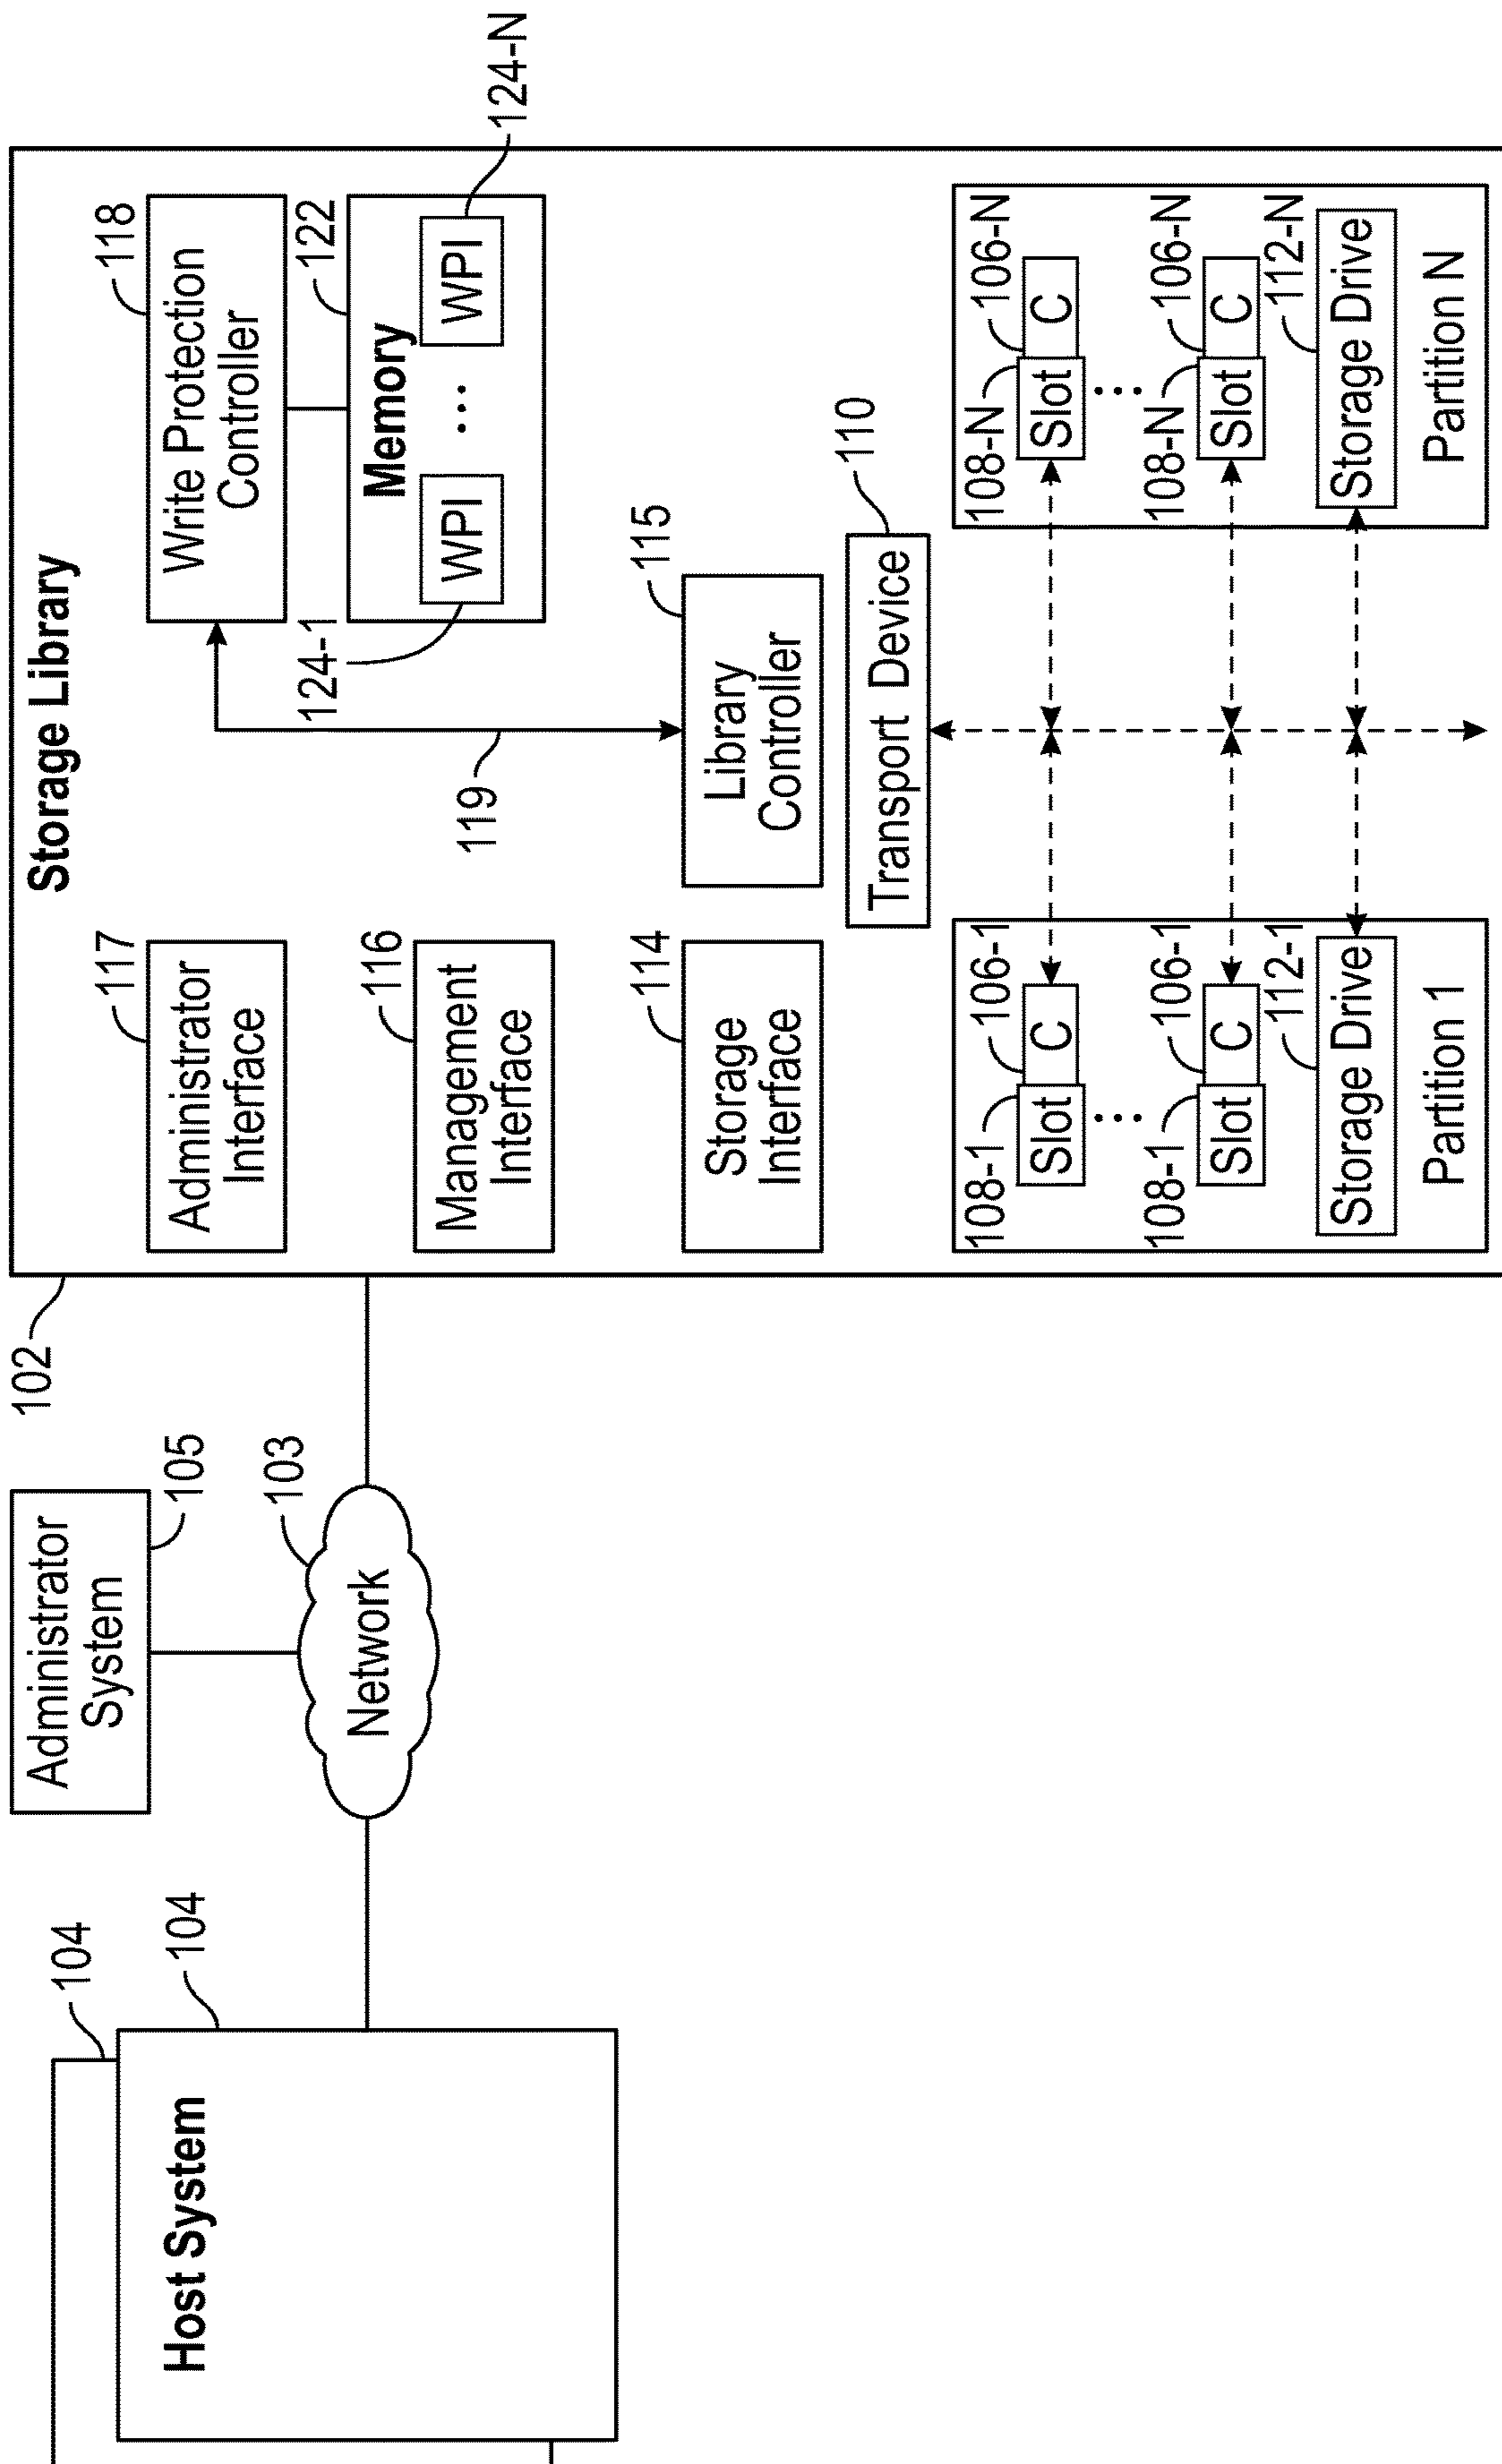 104
104
Host System
Administrator
System
105
103
Network
102
Storage Library
117
Administrator
Interface
116
Management
Interface
114
Storage
Interface
118
Write Protection
Controller
122
Memory
WPI
...
WPI
124-1
124-N
119
115
Library
Controller
110
Transport Device
108-1
106-1
Slot
C
...
108-1
106-1
Slot
C
112-1
Storage Drive
Partition 1
108-N
106-N
Slot
C
...
108-N
106-N
Slot
C
112-N
Storage Drive
Partition N